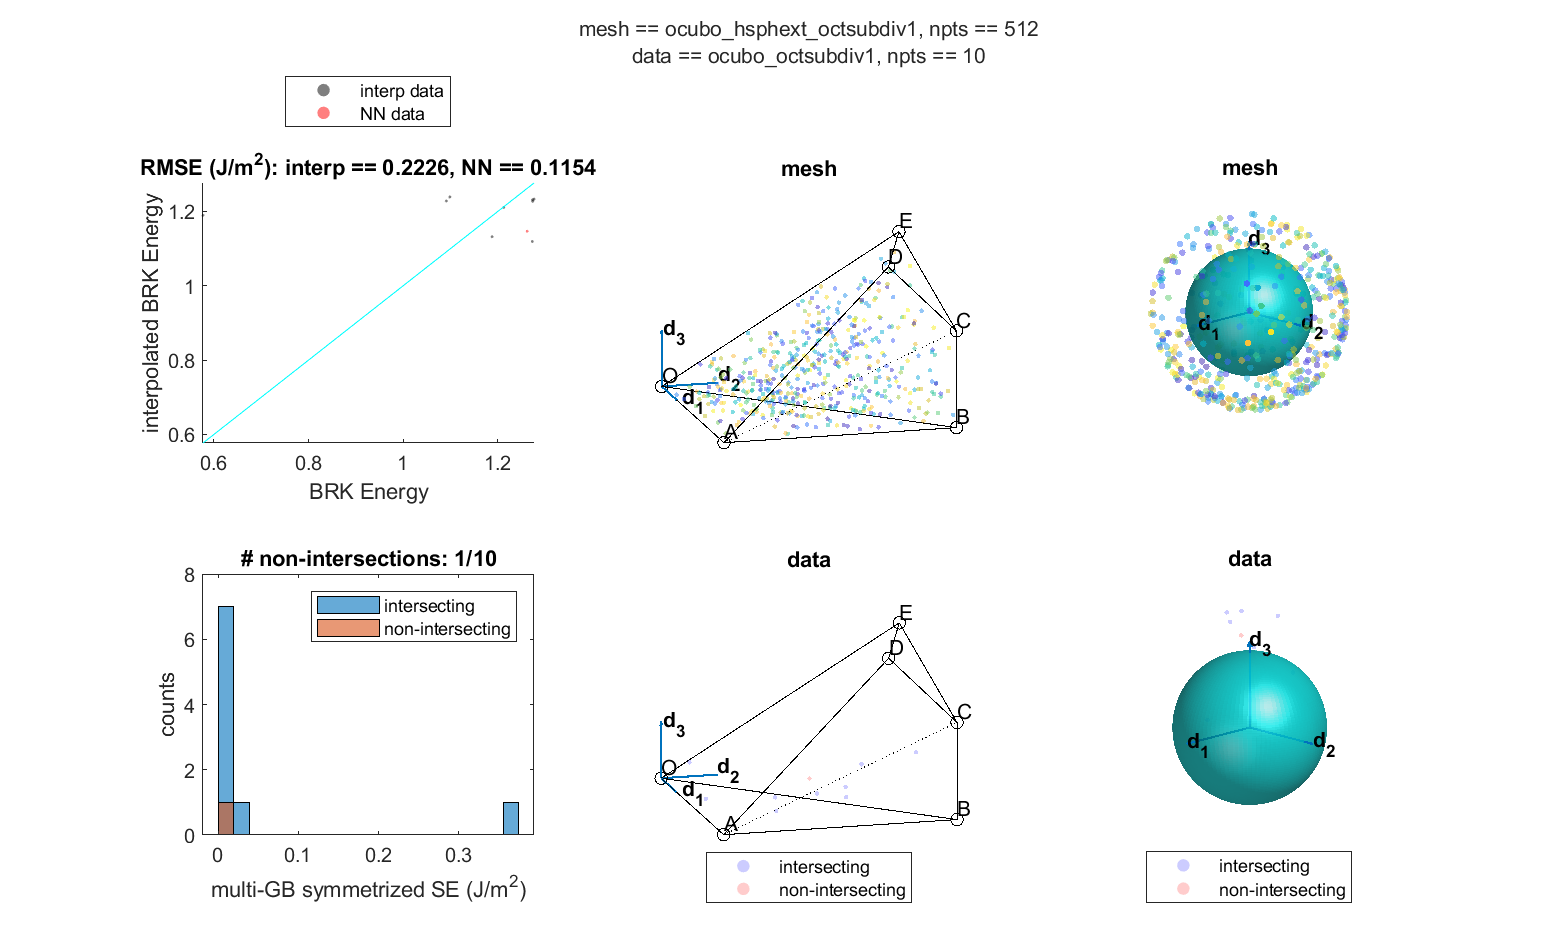 mesh == ocubo_hsphext_octsubdiv1, npts == 512
data == ocubo_octsubdiv1, npts == 10
interp data
NN data
RMSE (J/m²): interp == 0.2226, NN == 0.1154
interpolated BRK Energy
1.2
1
0.8
0.6
0.6
0.8
1
1.2
BRK Energy
mesh
E
D
C
d₃
O
d₂
d₁
B
A
mesh
d₃
d₁
d₂
# non-intersections: 1/10
intersecting
non-intersecting
counts
8
6
4
2
0
0
0.1
0.2
0.3
multi-GB symmetrized SE (J/m²)
data
E
D
C
d₃
O
d₂
d₁
B
A
intersecting
non-intersecting
data
d₃
d₁
d₂
intersecting
non-intersecting